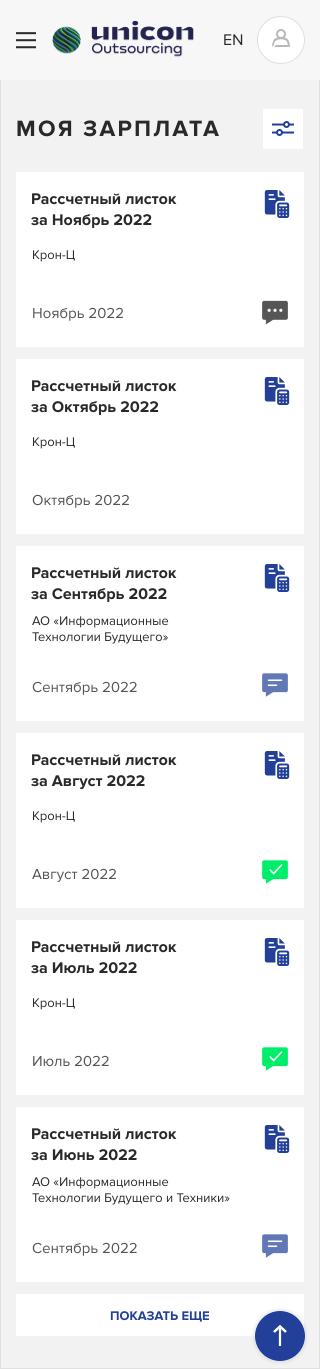 unicon
Outsourcing
EN
МОЯ ЗАРПЛАТА
Рассчетный листок
за Ноябрь 2022
Крон-Ц
Ноябрь 2022
Рассчетный листок
за Октябрь 2022
Крон-Ц
Октябрь 2022
Рассчетный листок
за Сентябрь 2022
АО «Информационные
Технологии Будущего»
Сентябрь 2022
Рассчетный листок
за Август 2022
Крон-Ц
Август 2022
Рассчетный листок
за Июль 2022
Крон-Ц
Июль 2022
Рассчетный листок
за Июнь 2022
АО «Информационные
Технологии Будущего и Техники»
Сентябрь 2022
ПОКАЗАТЬ ЕЩЕ